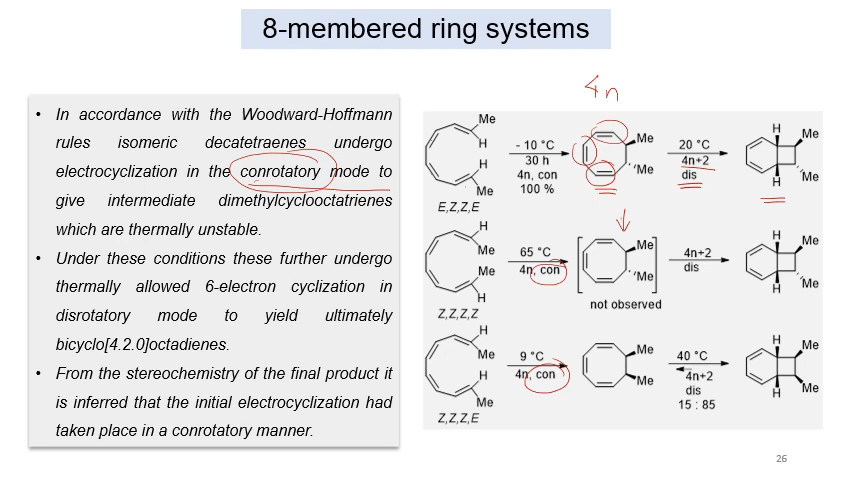 8-membered ring systems
• In accordance with the Woodward-Hoffmann
rules isomeric decatetraenes undergo
electrocyclization in the conrotatory mode to
give intermediate dimethylcyclooctatrienes
which are thermally unstable.
• Under these conditions these further undergo
thermally allowed 6-electron cyclization in
disrotatory mode to yield ultimately
bicyclo[4.2.0]octadienes.
• From the stereochemistry of the final product it
is inferred that the initial electrocyclization had
taken place in a conrotatory manner.
4n
Me
H
H
Me
E,Z,Z,E
- 10 °C
30 h
4n, con
100 %
Me
'Me
20 °C
4n+2
dis
H
Me
Me
H
H
Me
Me
H
Z,Z,Z,Z
65 °C
4n, con
Me
'Me
not observed
4n+2
dis
H
Me
Me
H
H
Me
H
Me
Z,Z,Z,E
9 °C
4n, con
Me
Me
40 °C
4n+2
dis
15 : 85
H
Me
Me
H
26